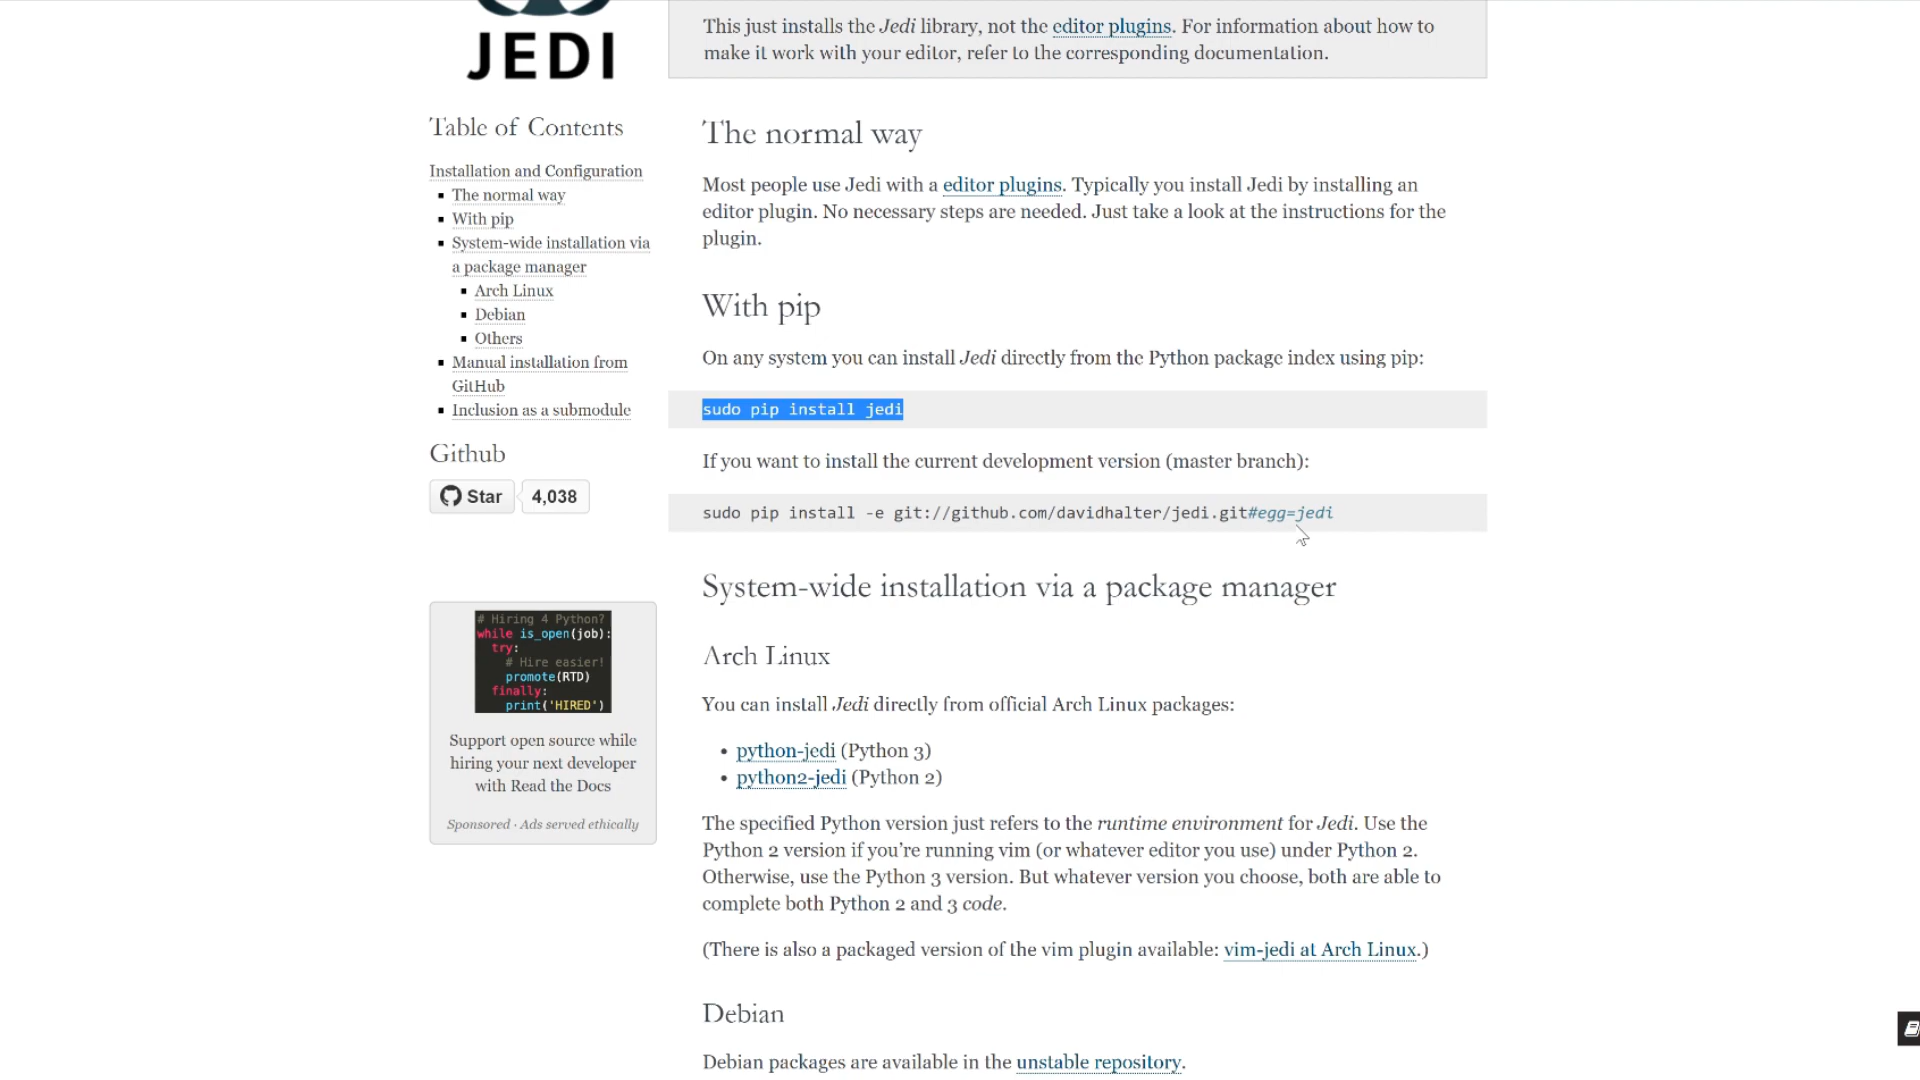 JEDI
Table of Contents
Installation and Configuration
The normal way
With pip
System-wide installation via
a package manager
Arch Linux
Debian
Others
Manual installation from
GitHub
Inclusion as a submodule
Github
Star 4,038
# Hiring 4 Python?
while is_open(job):
try:
# Hire easier!
promote(RTD)
finally:
print('HIRED')
Support open source while
hiring your next developer
with Read the Docs
Sponsored · Ads served ethically
This just installs the Jedi library, not the editor plugins. For information about how to
make it work with your editor, refer to the corresponding documentation.
The normal way
Most people use Jedi with a editor plugins. Typically you install Jedi by installing an
editor plugin. No necessary steps are needed. Just take a look at the instructions for the
plugin.
With pip
On any system you can install Jedi directly from the Python package index using pip:
sudo pip install jedi
If you want to install the current development version (master branch):
sudo pip install -e git://github.com/davidhalter/jedi.git#egg=jedi
System-wide installation via a package manager
Arch Linux
You can install Jedi directly from official Arch Linux packages:
• python-jedi (Python 3)
• python2-jedi (Python 2)
The specified Python version just refers to the runtime environment for Jedi. Use the
Python 2 version if you’re running vim (or whatever editor you use) under Python 2.
Otherwise, use the Python 3 version. But whatever version you choose, both are able to
complete both Python 2 and 3 code.
(There is also a packaged version of the vim plugin available: vim-jedi at Arch Linux.)
Debian
Debian packages are available in the unstable repository.